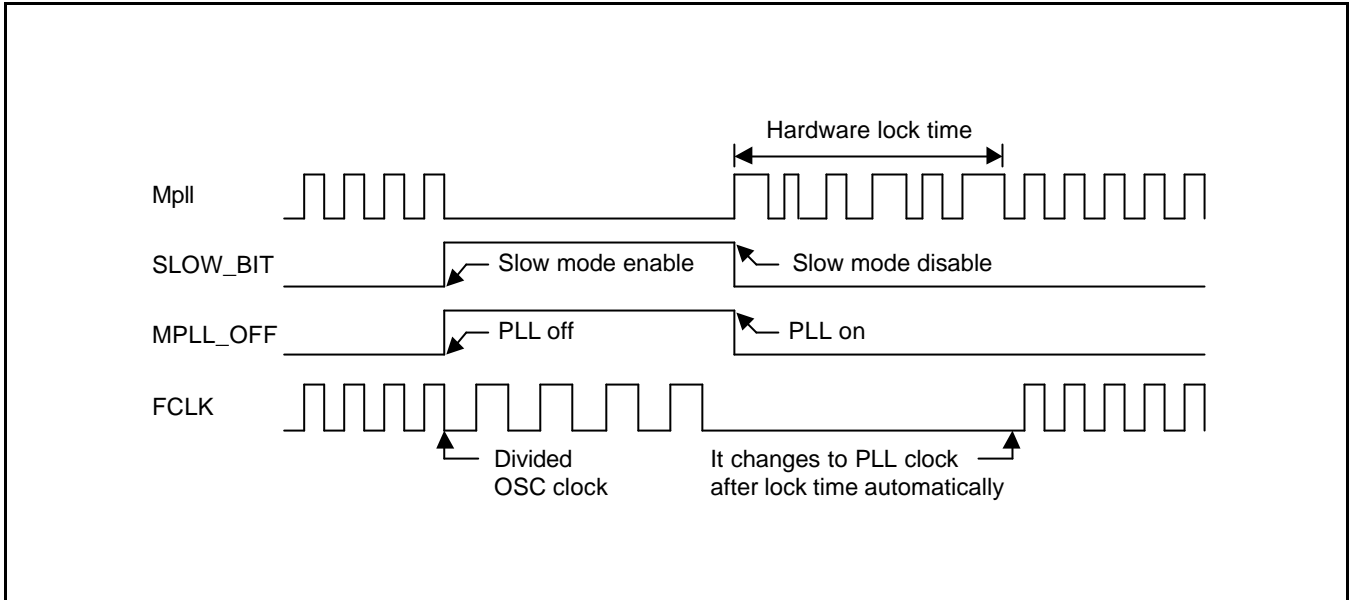 Hardware lock time
Mpll
SLOW_BIT
Slow mode enable
Slow mode disable
MPLL_OFF
PLL off
PLL on
FCLK
Divided
OSC clock
It changes to PLL clock
after lock time automatically